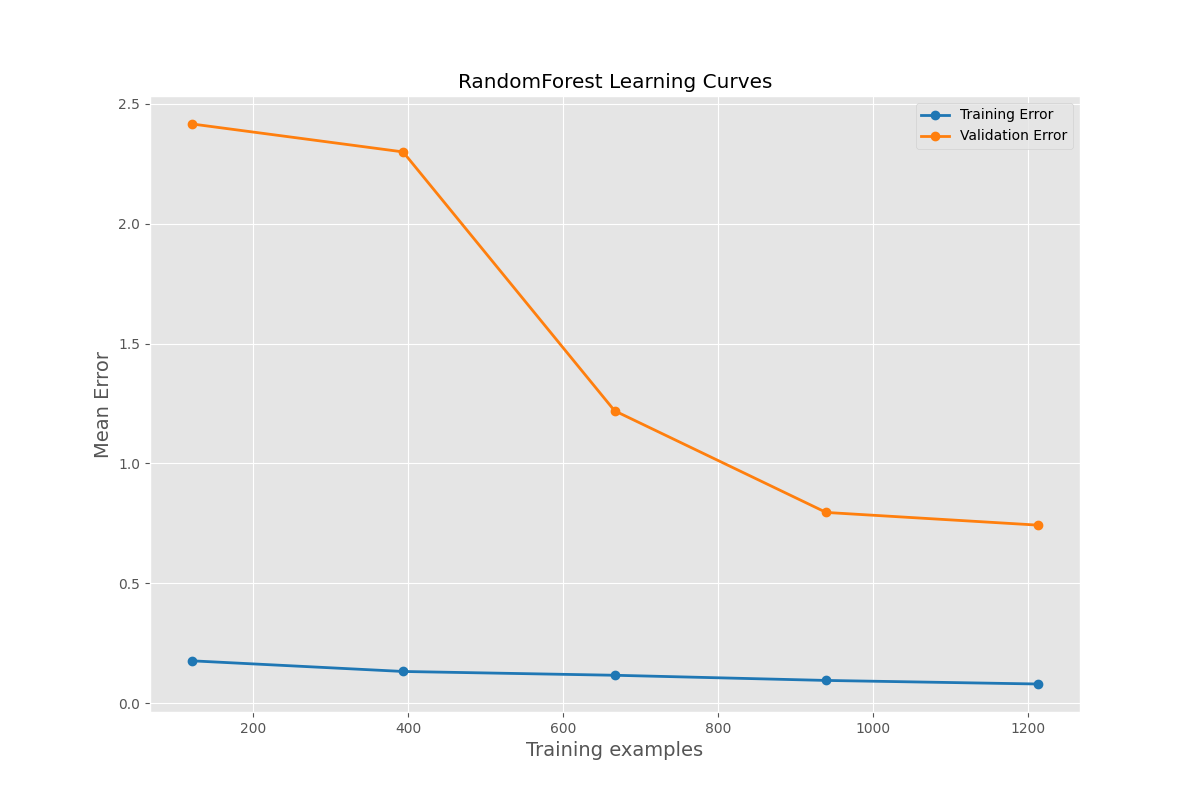 RandomForest Learning Curves
Training Error
Validation Error
2.5
2.0
1.5
1.0
0.5
0.0
Mean Error
200 400 600 800 1000 1200
Training examples